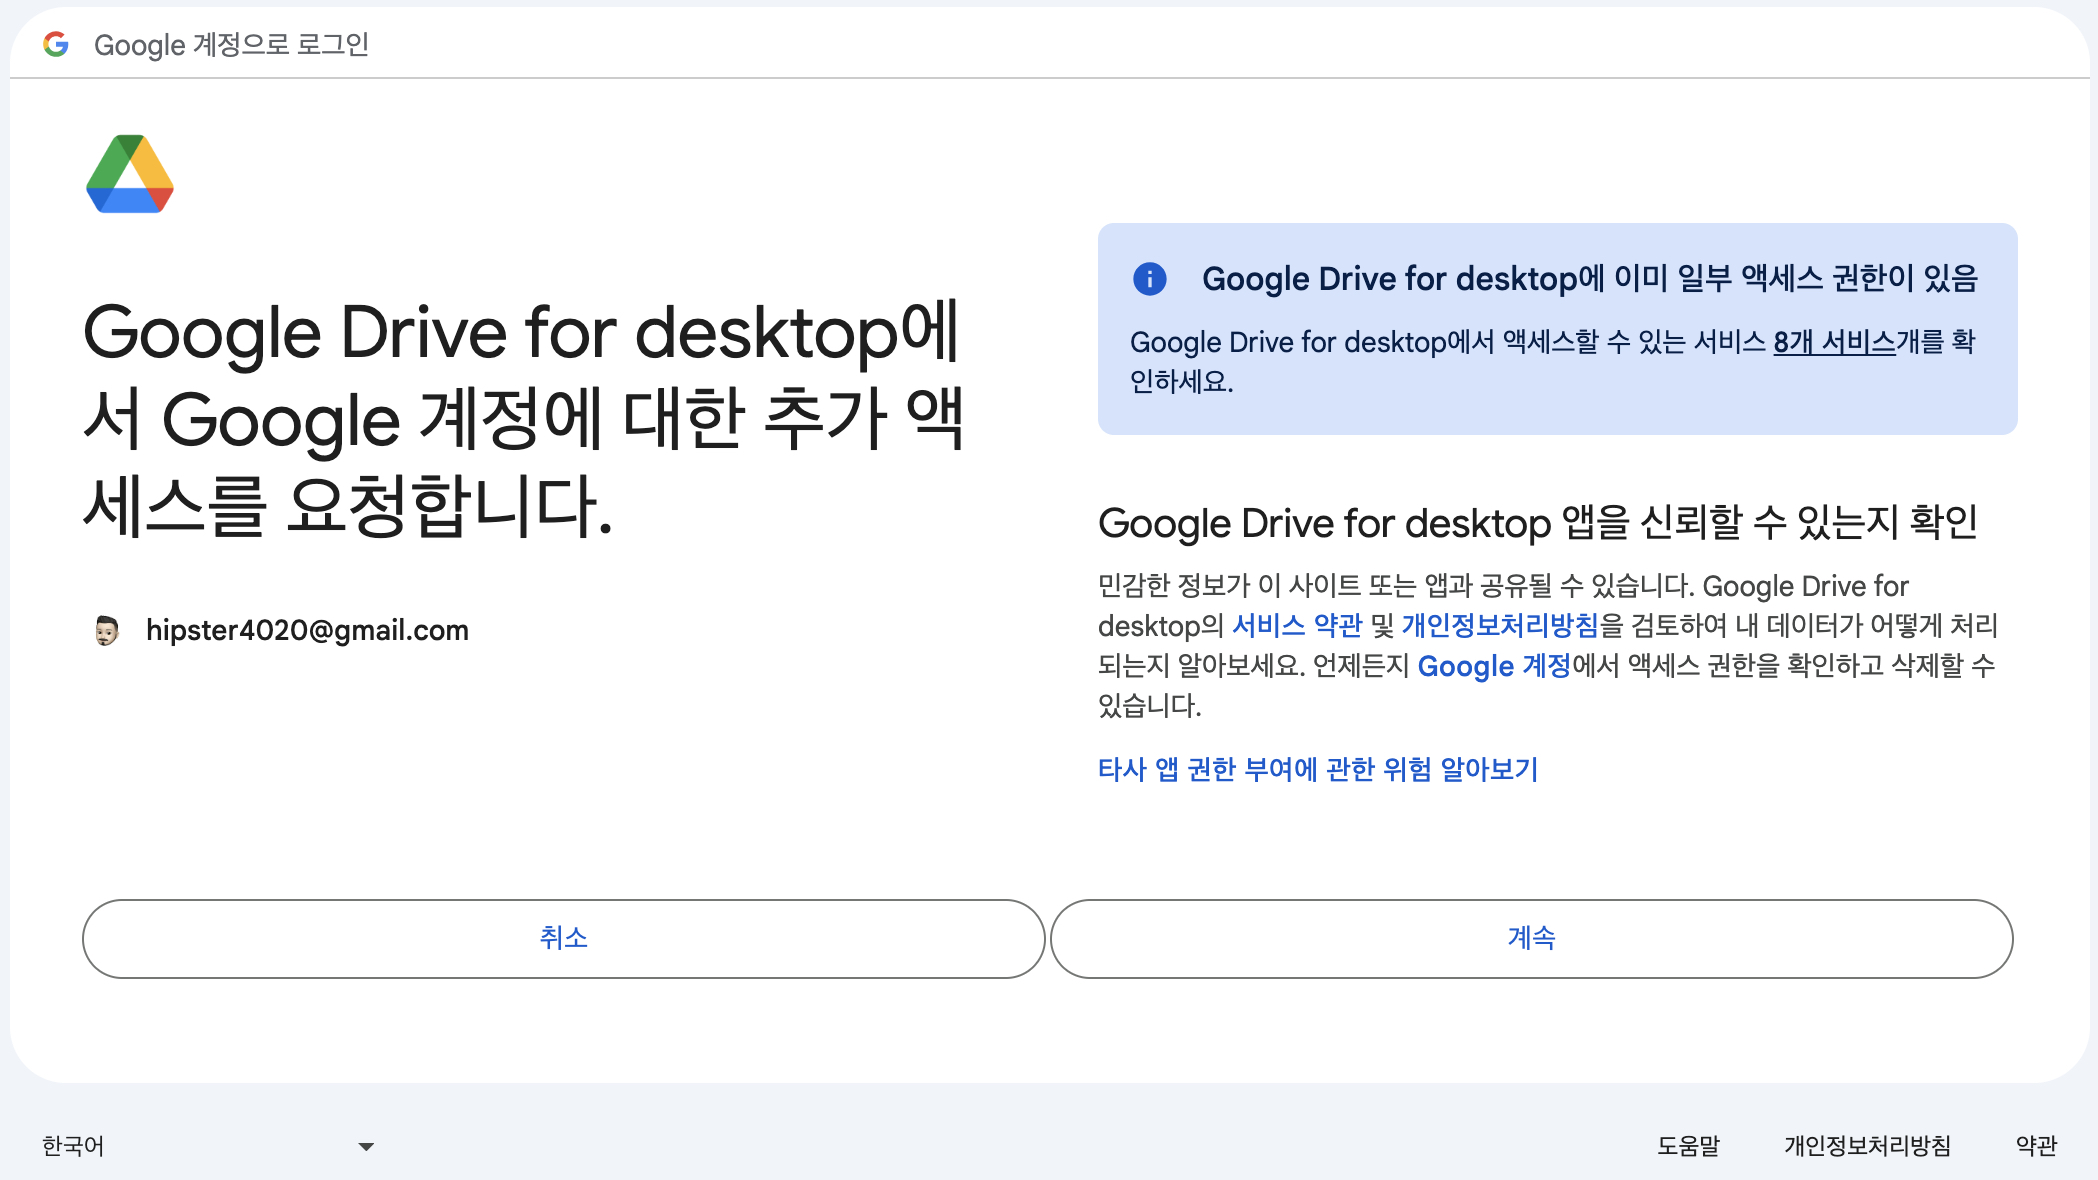 Google 계정으로 로그인
Google Drive for desktop에
서 Google 계정에 대한 추가 액
세스를 요청합니다.
hipster4020@gmail.com
Google Drive for desktop에 이미 일부 액세스 권한이 있음
Google Drive for desktop에서 액세스할 수 있는 서비스 8개 서비스개를 확
인하세요.
Google Drive for desktop 앱을 신뢰할 수 있는지 확인
민감한 정보가 이 사이트 또는 앱과 공유될 수 있습니다. Google Drive for
desktop의 서비스 약관 및 개인정보처리방침을 검토하여 내 데이터가 어떻게 처리
되는지 알아보세요. 언제든지 Google 계정에서 액세스 권한을 확인하고 삭제할 수
있습니다.
타사 앱 권한 부여에 관한 위험 알아보기
취소
계속
한국어
도움말
개인정보처리방침
약관